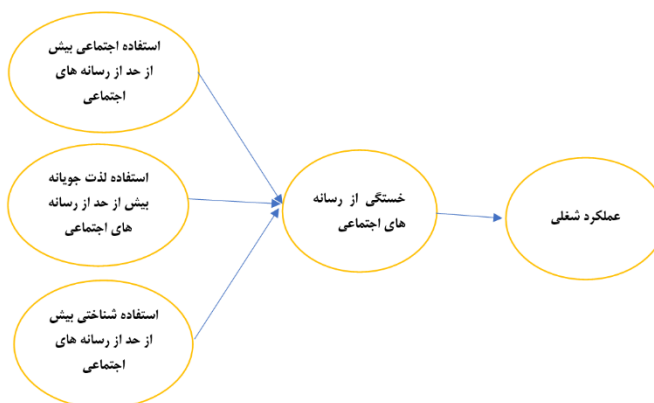 استفاده اجتماعی بیش
از حد از رسانه های
اجتماعی
استفاده لذت جویانه
بیش از حد از رسانه
های اجتماعی
استفاده شناختی بیش
از حد از رسانه های
اجتماعی
خستگی از رسانه
های اجتماعی
عملکرد شغلی